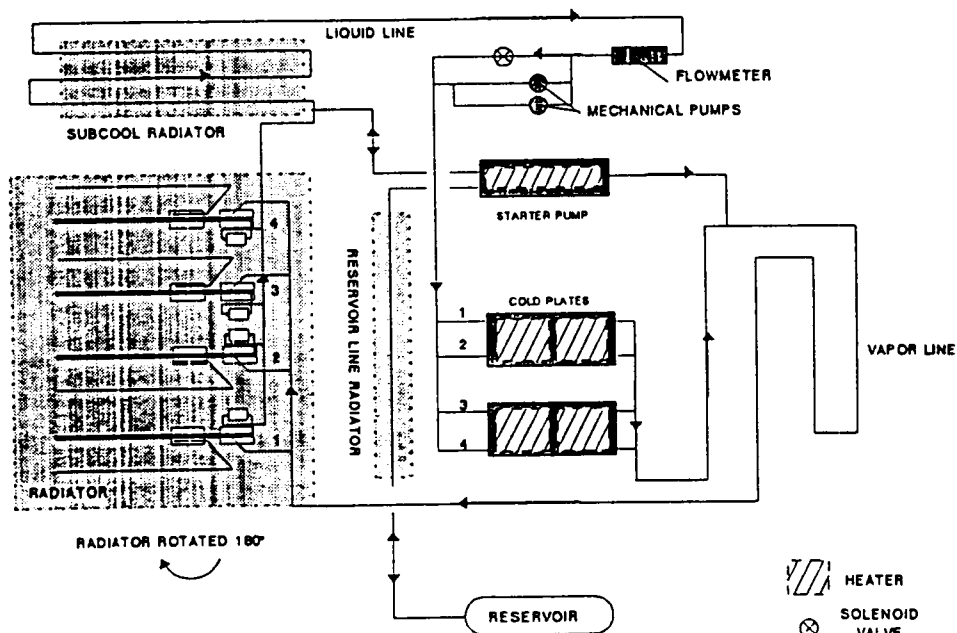 LIQUID LINE
FLOWMETER
MECHANICAL PUMPS
SUBCOOL RADIATOR
STARTER PUMP
4
3
2
1
RESERVOIR LINE RADIATOR
COLD PLATES
1
2
3
4
VAPOR LINE
RADIATOR
RADIATOR ROTATED 180°
RESERVOIR
HEATER
SOLENOID
VALVE